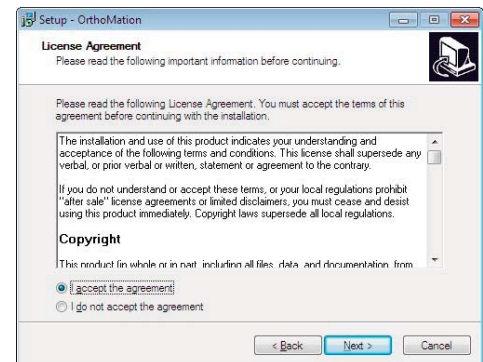 Setup - OrthoMation
License Agreement
Please read the following important information before continuing.
Please read the following License Agreement. You must accept the terms of this
agreement before continuing with the installation.
The installation and use of this product indicates your understanding and
acceptance of the following terms and conditions. This license shall supersede any
verbal, or prior verbal or written, statement or agreement to the contrary.
If you do not understand or accept these terms, or your local regulations prohibit
"after sale" license agreements or limited disclaimers, you must cease and desist
using this product immediately. Copyright laws supersede all local regulations.
Copyright
This product (in whole or in part, including all files, data, and documentation, from
I accept the agreement
I do not accept the agreement
< Back
Next >
Cancel